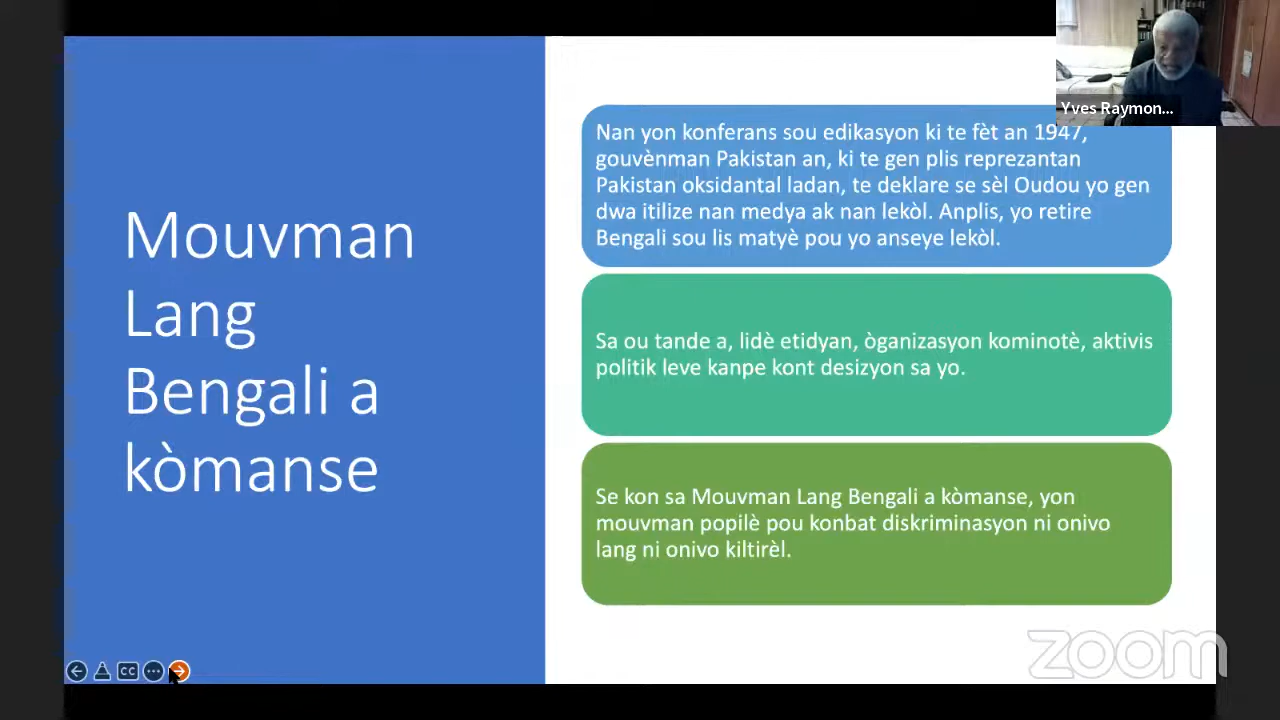 Mouvman
Lang
Bengali a
kòmanse
Nan yon konferans sou edikasyon ki te fèt an 1947,
gouvènman Pakistan an, ki te gen plis reprezantan
Pakistan oksidantal ladan, te deklare se sèl Oudou yo gen
dwa itilize nan medya ak nan lekòl. Anplis, yo retire
Bengali sou lis matyè pou yo anseye lekòl.
Sa ou tande a, lidè etidyan, òganizasyon kominotè, aktivis
politik leve kanpe kont desizyon sa yo.
Se kon sa Mouvman Lang Bengali a kòmanse, yon
mouvman popilè pou konbat diskriminasyon ni onivo
lang ni onivo kiltirèl.
Yves Raymon...
CC
zoom